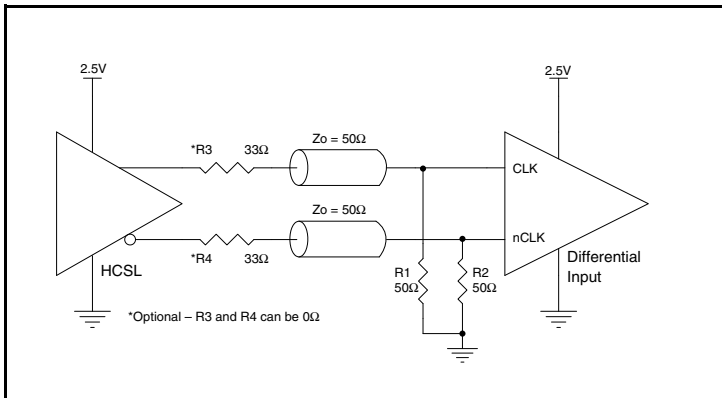 2.5V
2.5V
*R3 33Ω
Zo = 50Ω
CLK
Zo = 50Ω
nCLK
HCSL
*R4 33Ω
R1
50Ω
R2
50Ω
Differential
Input
*Optional – R3 and R4 can be 0Ω